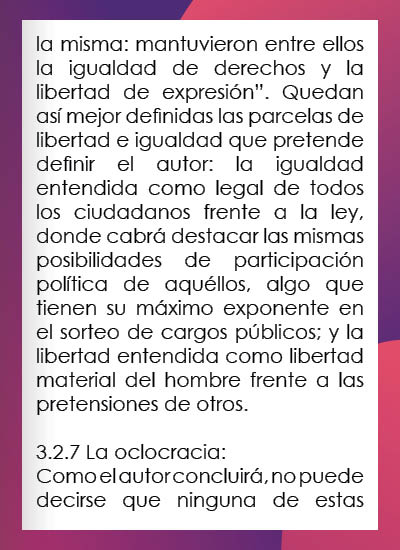 la misma: mantuvieron entre ellos
la igualdad de derechos y la
libertad de expresión”. Quedan
así mejor definidas las parcelas de
libertad e igualdad que pretende
definir el autor: la igualdad
entendida como legal de todos
los ciudadanos frente a la ley,
donde cabrá destacar las mismas
posibilidades de participación
política de aquéllos, algo que
tienen su máximo exponente en
el sorteo de cargos públicos; y la
libertad entendida como libertad
material del hombre frente a las
pretensiones de otros.

3.2.7 La oclocracia:
Como el autor concluirá, no puede
decirse que ninguna de estas